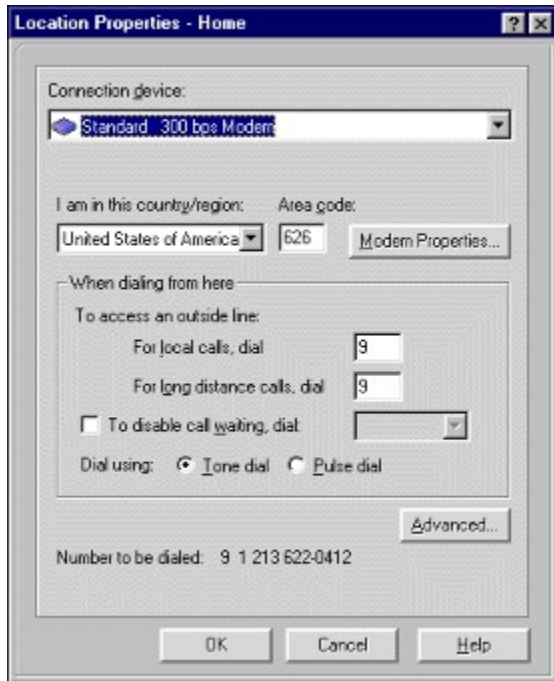 Location Properties - Home
Connection device:
Standard 300 bps Modem
I am in this country/region: Area code:
United States of America 626 Modem Properties...
When dialing from here
To access an outside line:
For local calls, dial 9
For long distance calls, dial 9
To disable call waiting, dial:
Dial using: Tone dial Pulse dial
Advanced...
Number to be dialed: 9 1 213 622-0412
OK Cancel Help